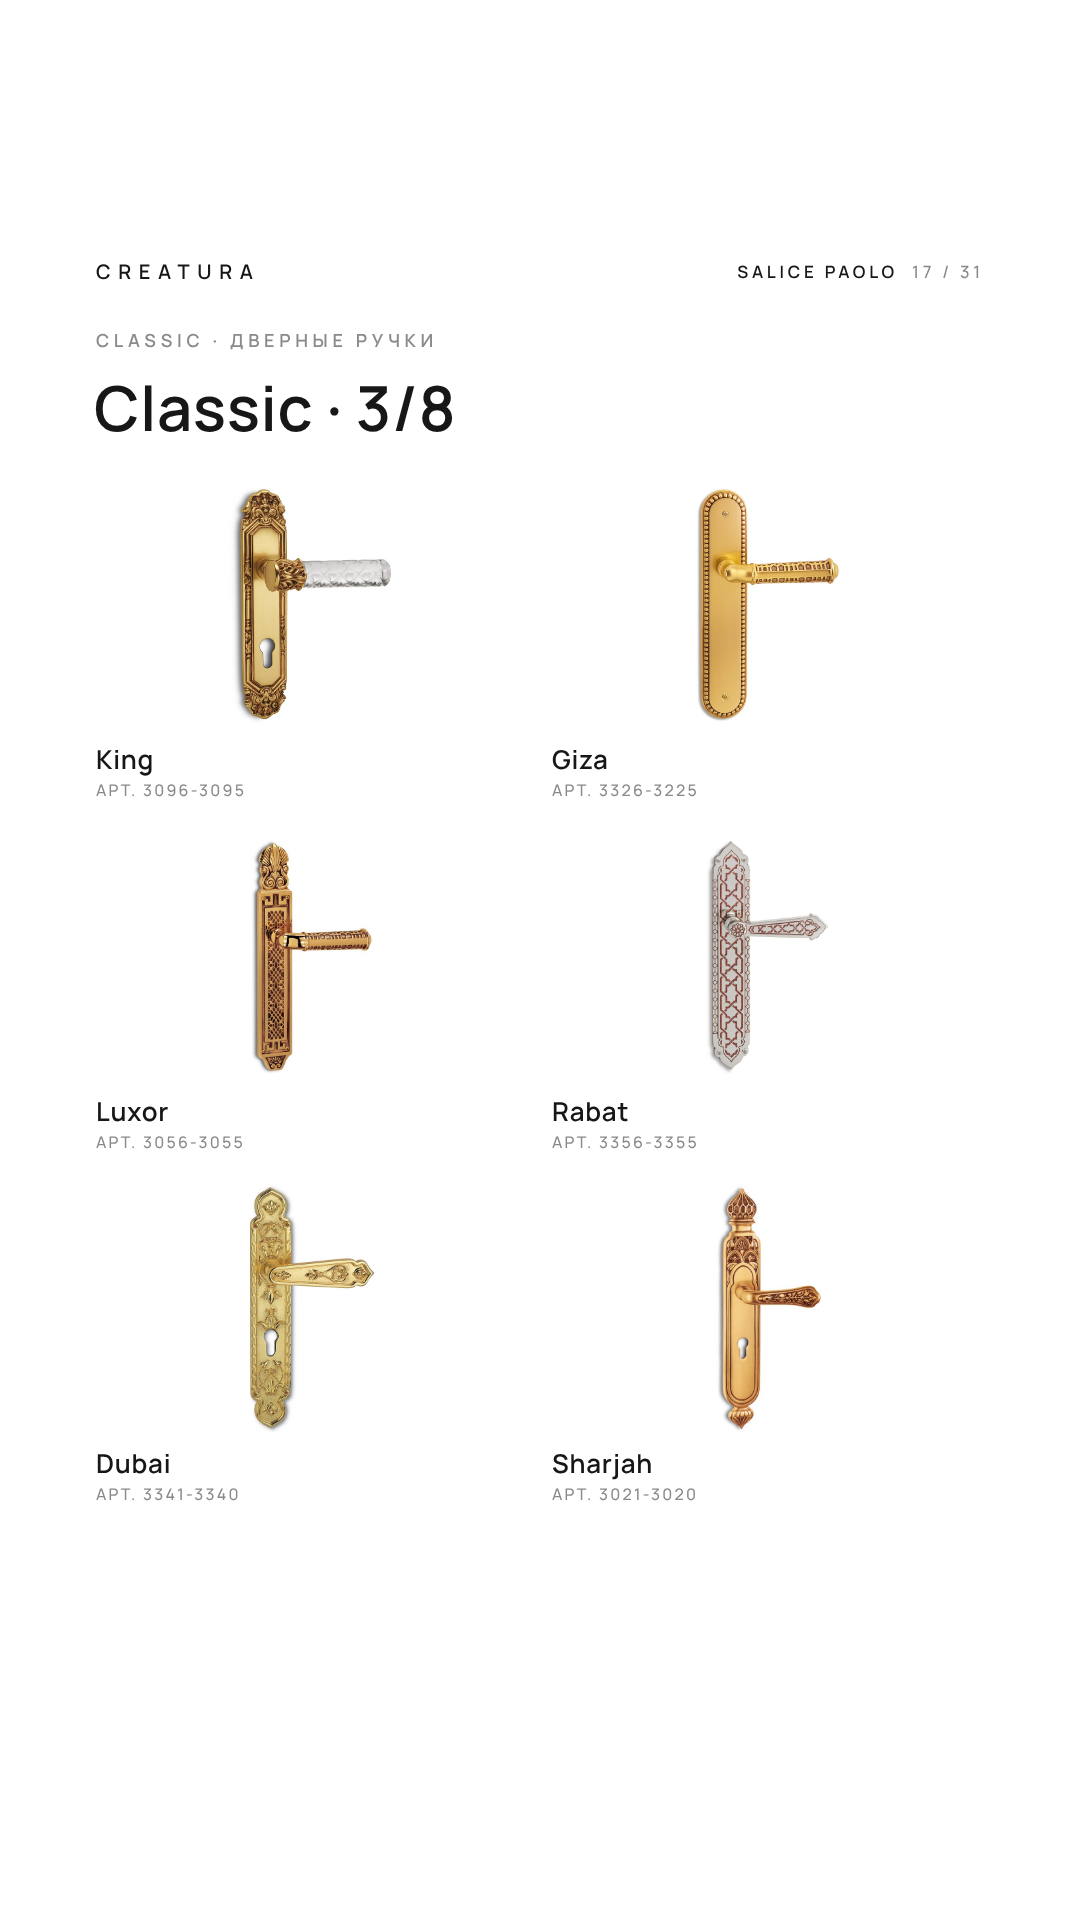 CREATURA
SALICE PAOLO 17 / 31
CLASSIC · ДВЕРНЫЕ РУЧКИ
Classic · 3/8
King
АРТ. 3096-3095
Giza
АРТ. 3326-3225
Luxor
АРТ. 3056-3055
Rabat
АРТ. 3356-3355
Dubai
АРТ. 3341-3340
Sharjah
АРТ. 3021-3020